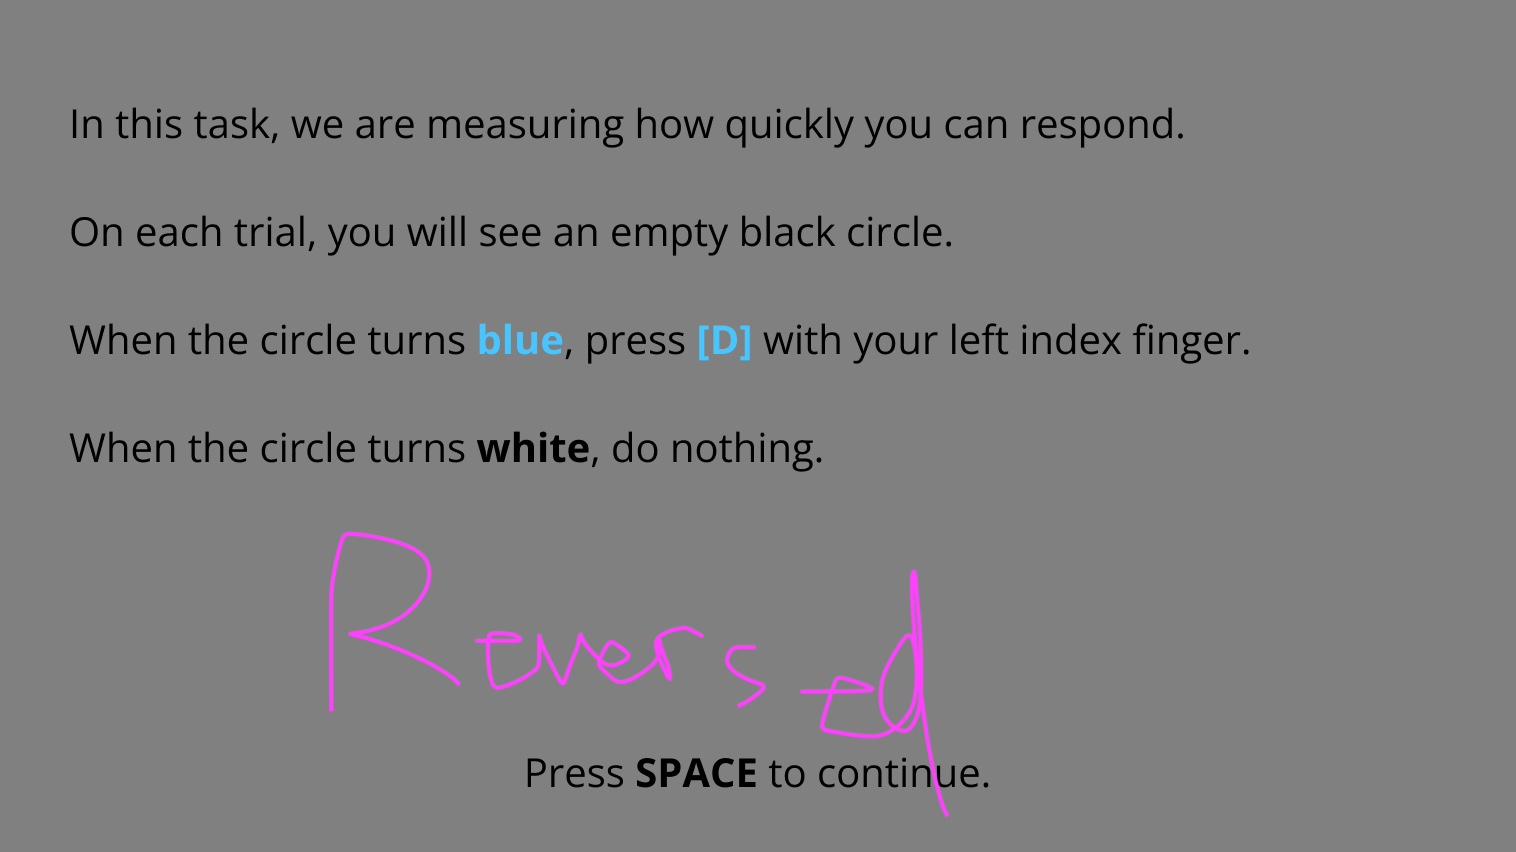 In this task, we are measuring how quickly you can respond.
On each trial, you will see an empty black circle.
When the circle turns blue, press [D] with your left index finger.
When the circle turns white, do nothing.
Reversed
Press SPACE to continue.